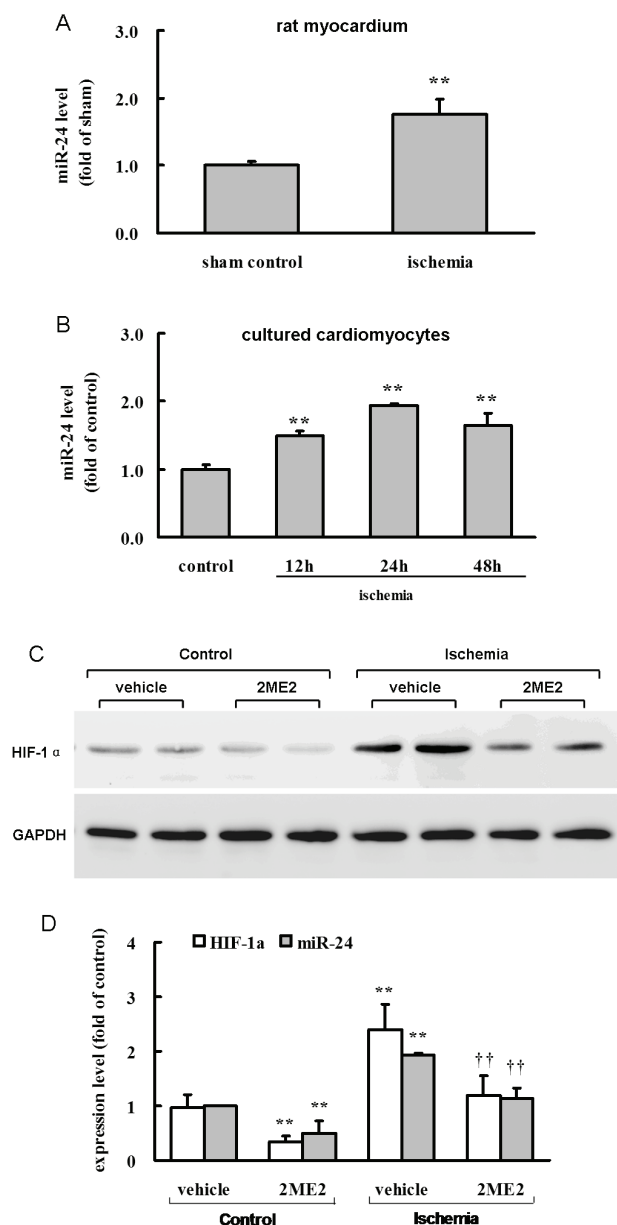 A
rat myocardium
miR-24 level
(fold of sham)
3.0
2.0
1.0
0.0
**
sham control ischemia
B
cultured cardiomyocytes
miR-24 level
(fold of control)
3.0
2.0
1.0
0.0
** ** **
control 12h 24h 48h
ischemia
C
Control Ischemia
vehicle 2ME2 vehicle 2ME2
HIF-1 α
GAPDH
D
HIF-1a miR-24
expression level (fold of control)
4
3
2
1
0
** ** ** ** †† ††
vehicle 2ME2 vehicle 2ME2
Control Ischemia